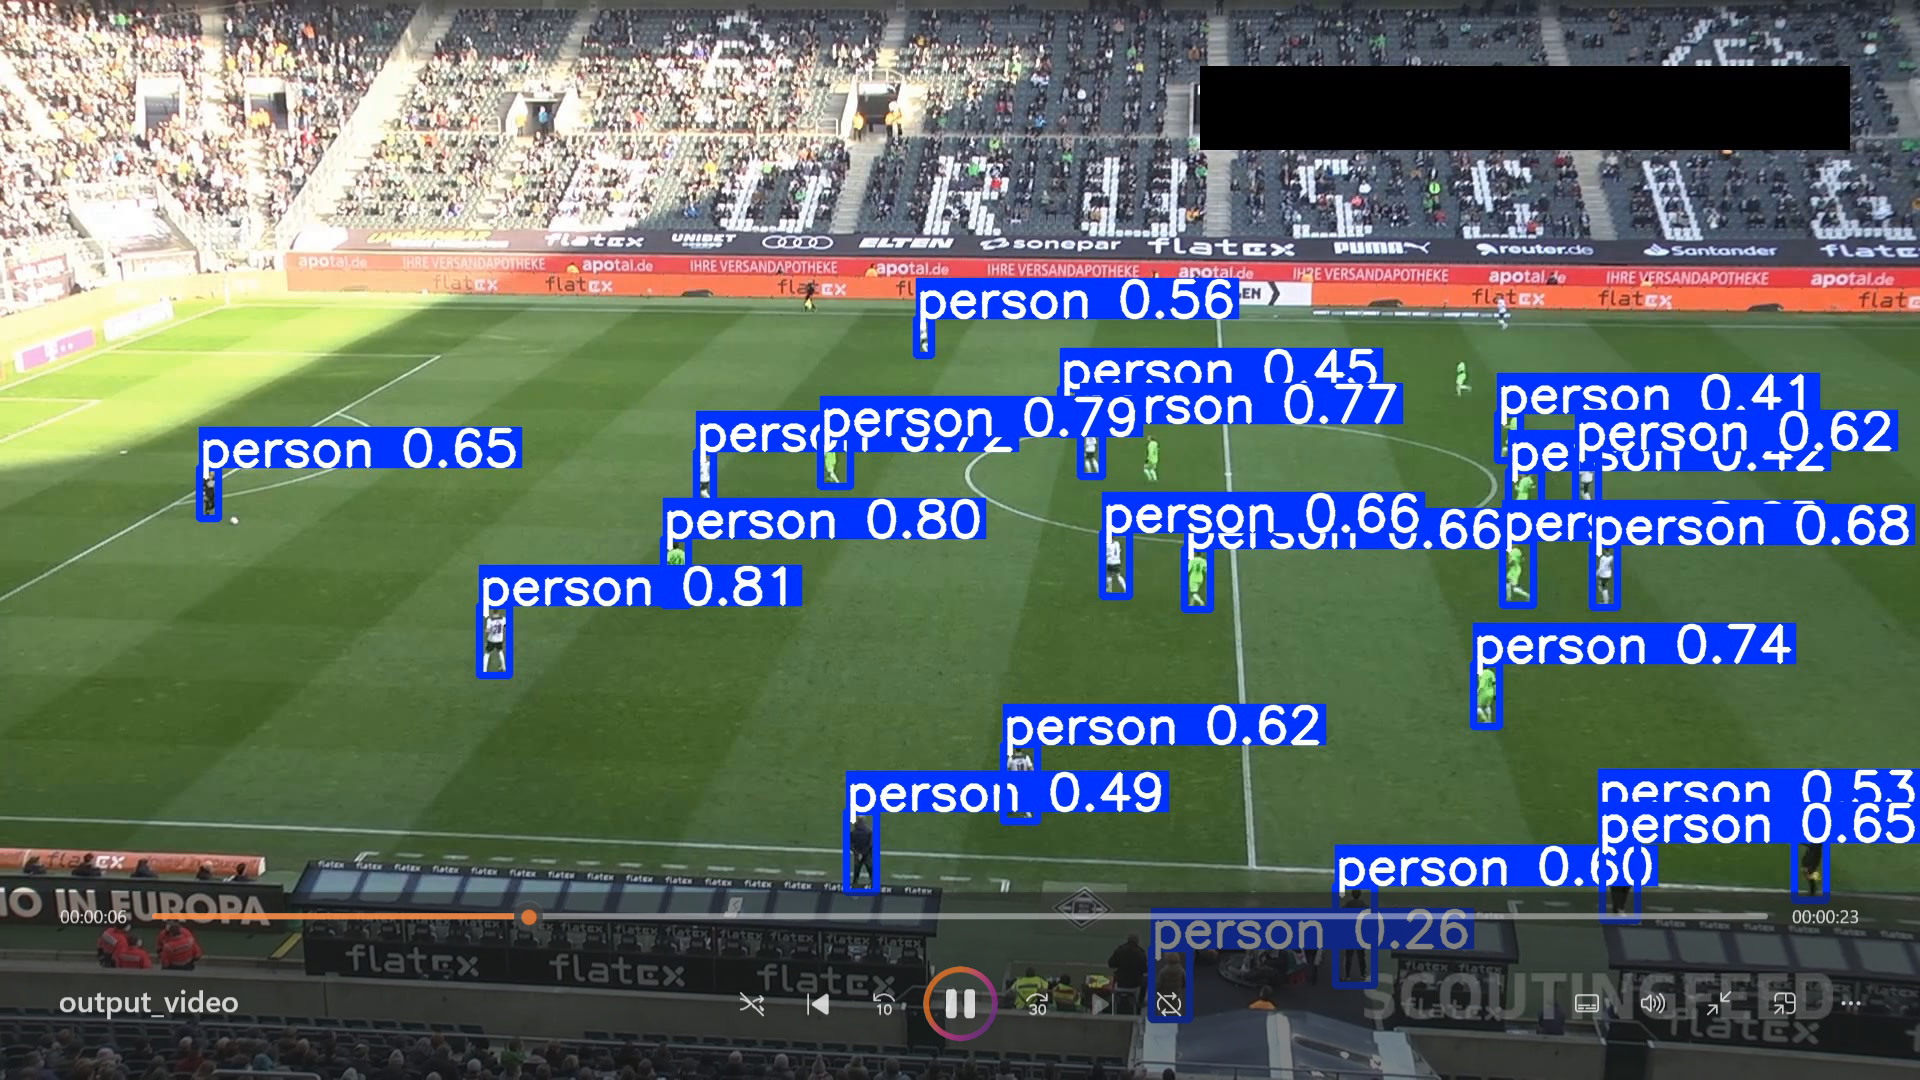 BORUSSIA
flatex UNIBET ELTEN sonepar flatex PUMA reuter.de Santander flatex
apotal.de IHRE VERSANDAPOTHEKE apotal.de IHRE VERSANDAPOTHEKE apotal.de IHRE VERSANDAPOTHEKE apotal.de IHRE VERSANDAPOTHEKE apotal.de IHRE VERSANDAPOTHEKE apotal.de
flatex flatex flatex flatex flatex
person 0.56
person 0.45
person 0.77
person 0.41
person 0.79
person 0.62
person 0.42
person 0.65
person 0.80
person 0.66
person 0.66
person 0.68
person 0.81
person 0.74
person 0.62
person 0.49
person 0.53
person 0.65
person 0.60
flatex
IO IN EUROPA
00:00:06
00:00:23
person 0.26
flatex flatex flatex
SCOUTINGFEED
output_video
10
30
flatex